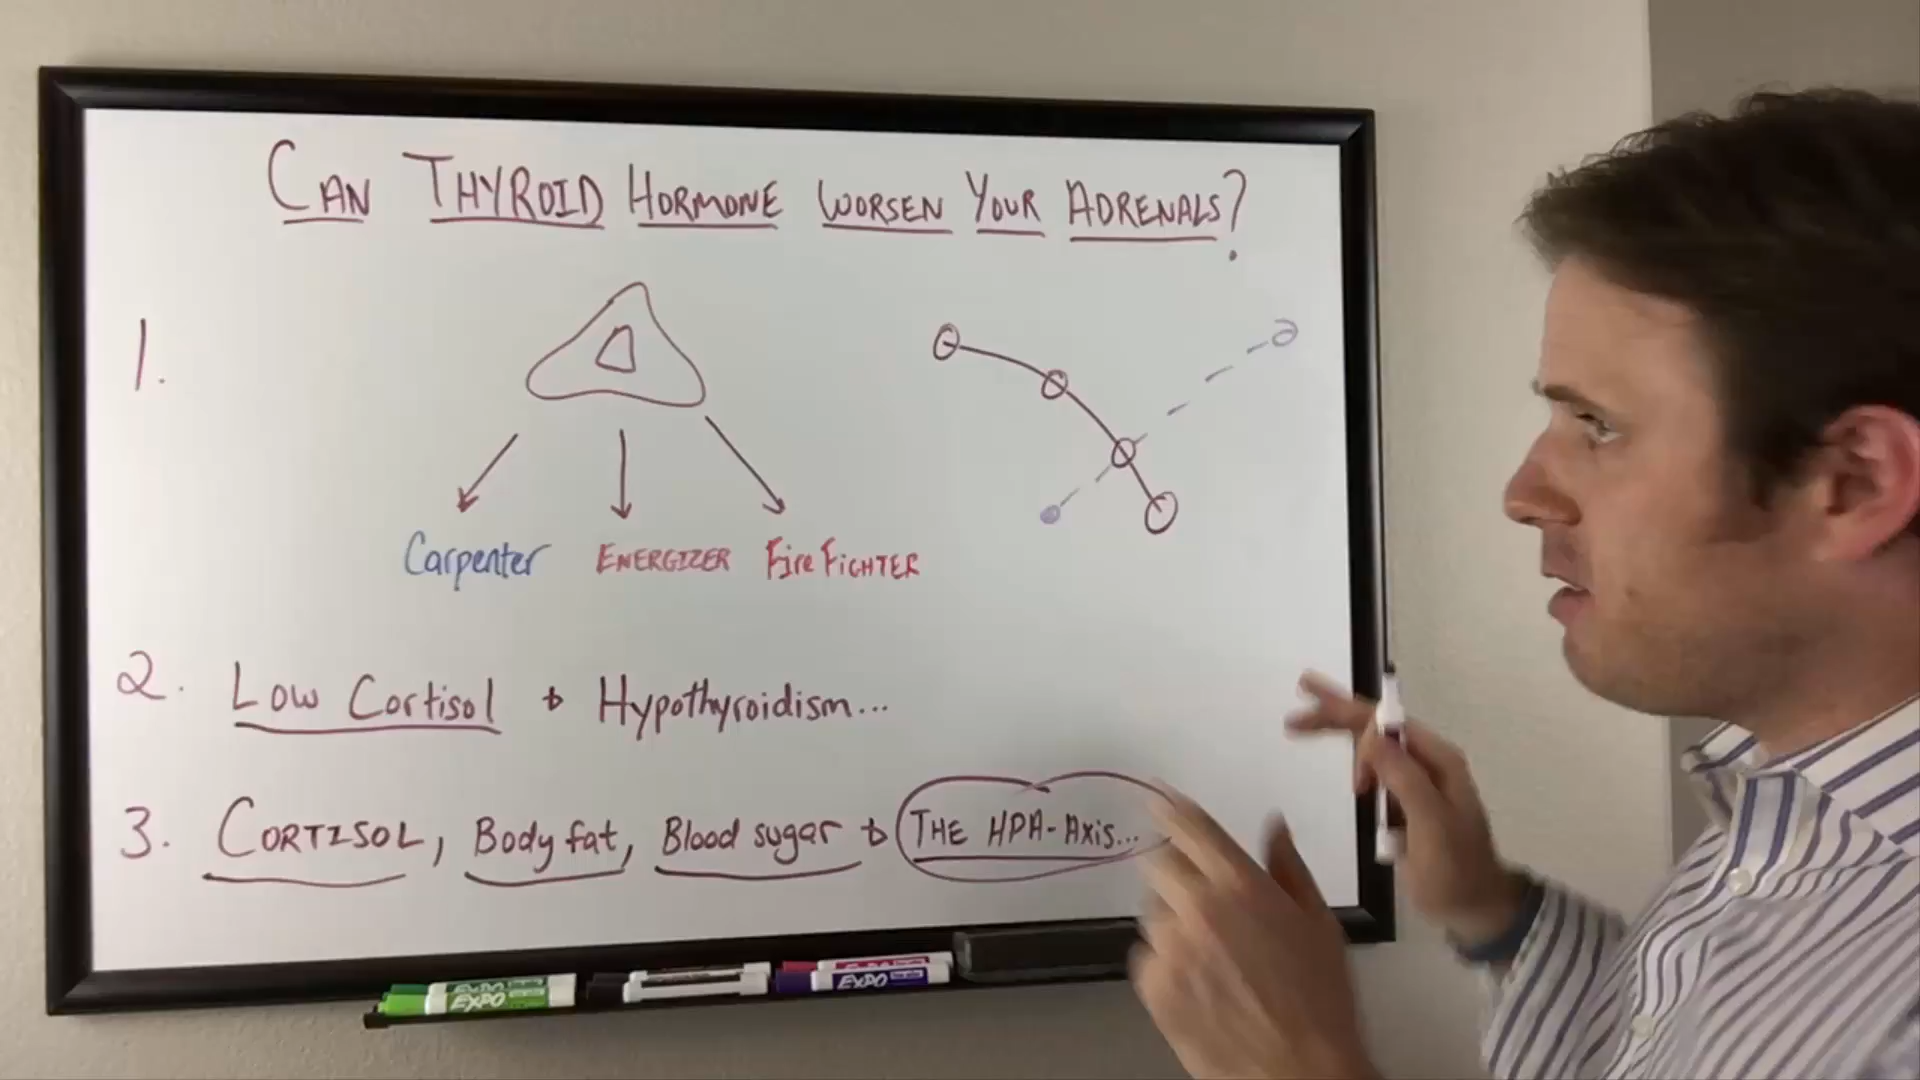 CAN THYROID HORMONE WORSEN YOUR ADRENALS?
1.
Carpenter ENERGIZER Fire FIGHTER
2. Low Cortisol + Hypothyroidism...
3. CORTISOL, Body fat, Blood sugar + THE HPA-Axis...
EXPO EXPO EXPO